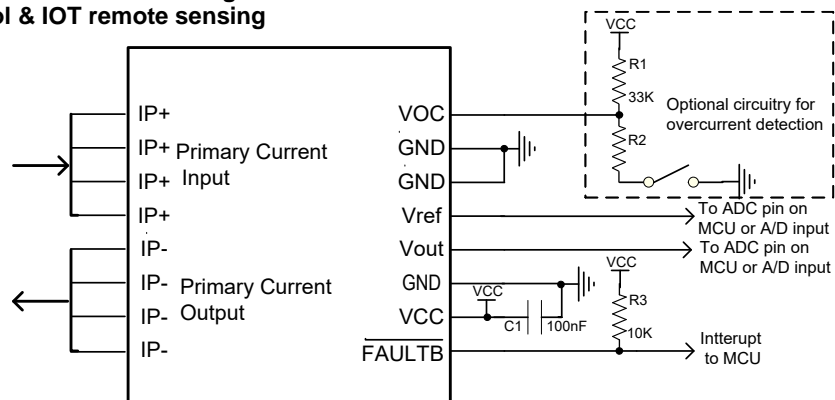 ol & IOT remote sensing
VCC
R1
33K
R2
Optional circuitry for
overcurrent detection
IP+
IP+
IP+
IP+
Primary Current
Input
IP-
IP-
IP-
IP-
Primary Current
Output
VOC
GND
GND
Vref
Vout
GND
VCC
FAULTB
To ADC pin on
MCU or A/D input
To ADC pin on
MCU or A/D input
VCC
C1
100nF
VCC
R3
10K
Intterupt
to MCU